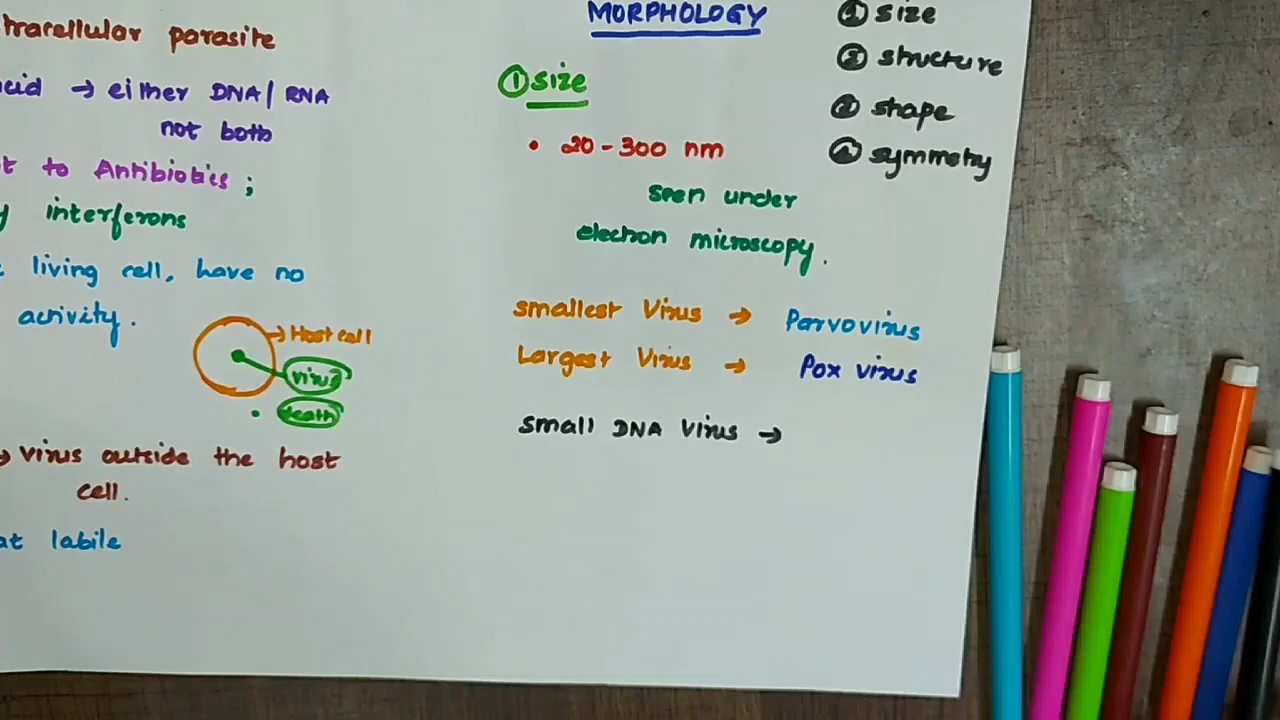 tracellular parasite
cid → either DNA/RNA
not both
t to Antibiotics ;
y interferons
living cell, have no
activity.
→ Host cell
virus
• death
→ virus outside the host
cell.
at labile
MORPHOLOGY
① size
② structure
shape
④ symmetry
① size
• 20 - 300 nm
seen under
electron microscopy.
smallest Virus → Parvovirus
Largest Virus → Pox virus
small DNA Virus →